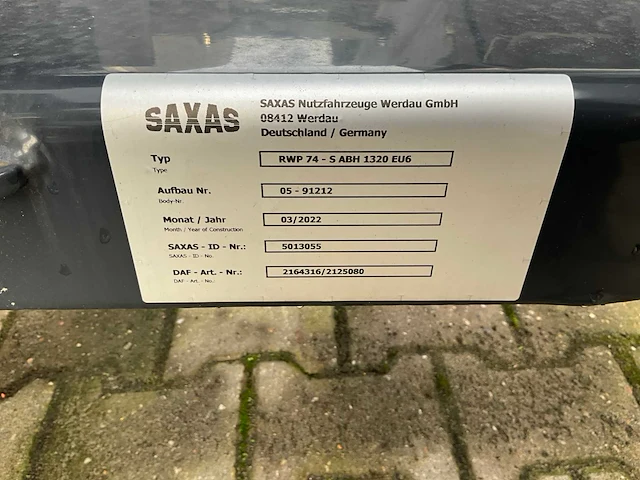 SAXAS
SAXAS Nutzfahrzeuge Werdau GmbH
08412 Werdau
Deutschland / Germany
Typ RWP 74 - S ABH 1320 EU6
Type
Aufbau Nr. 05 - 91212
Body-Nr.
Monat / Jahr 03/2022
Month / Year of Construction
SAXAS - ID - Nr.: 5013055
SAXAS - ID - No.
DAF - Art. - Nr.: 2164316/2125080
DAF - Art. - No.: